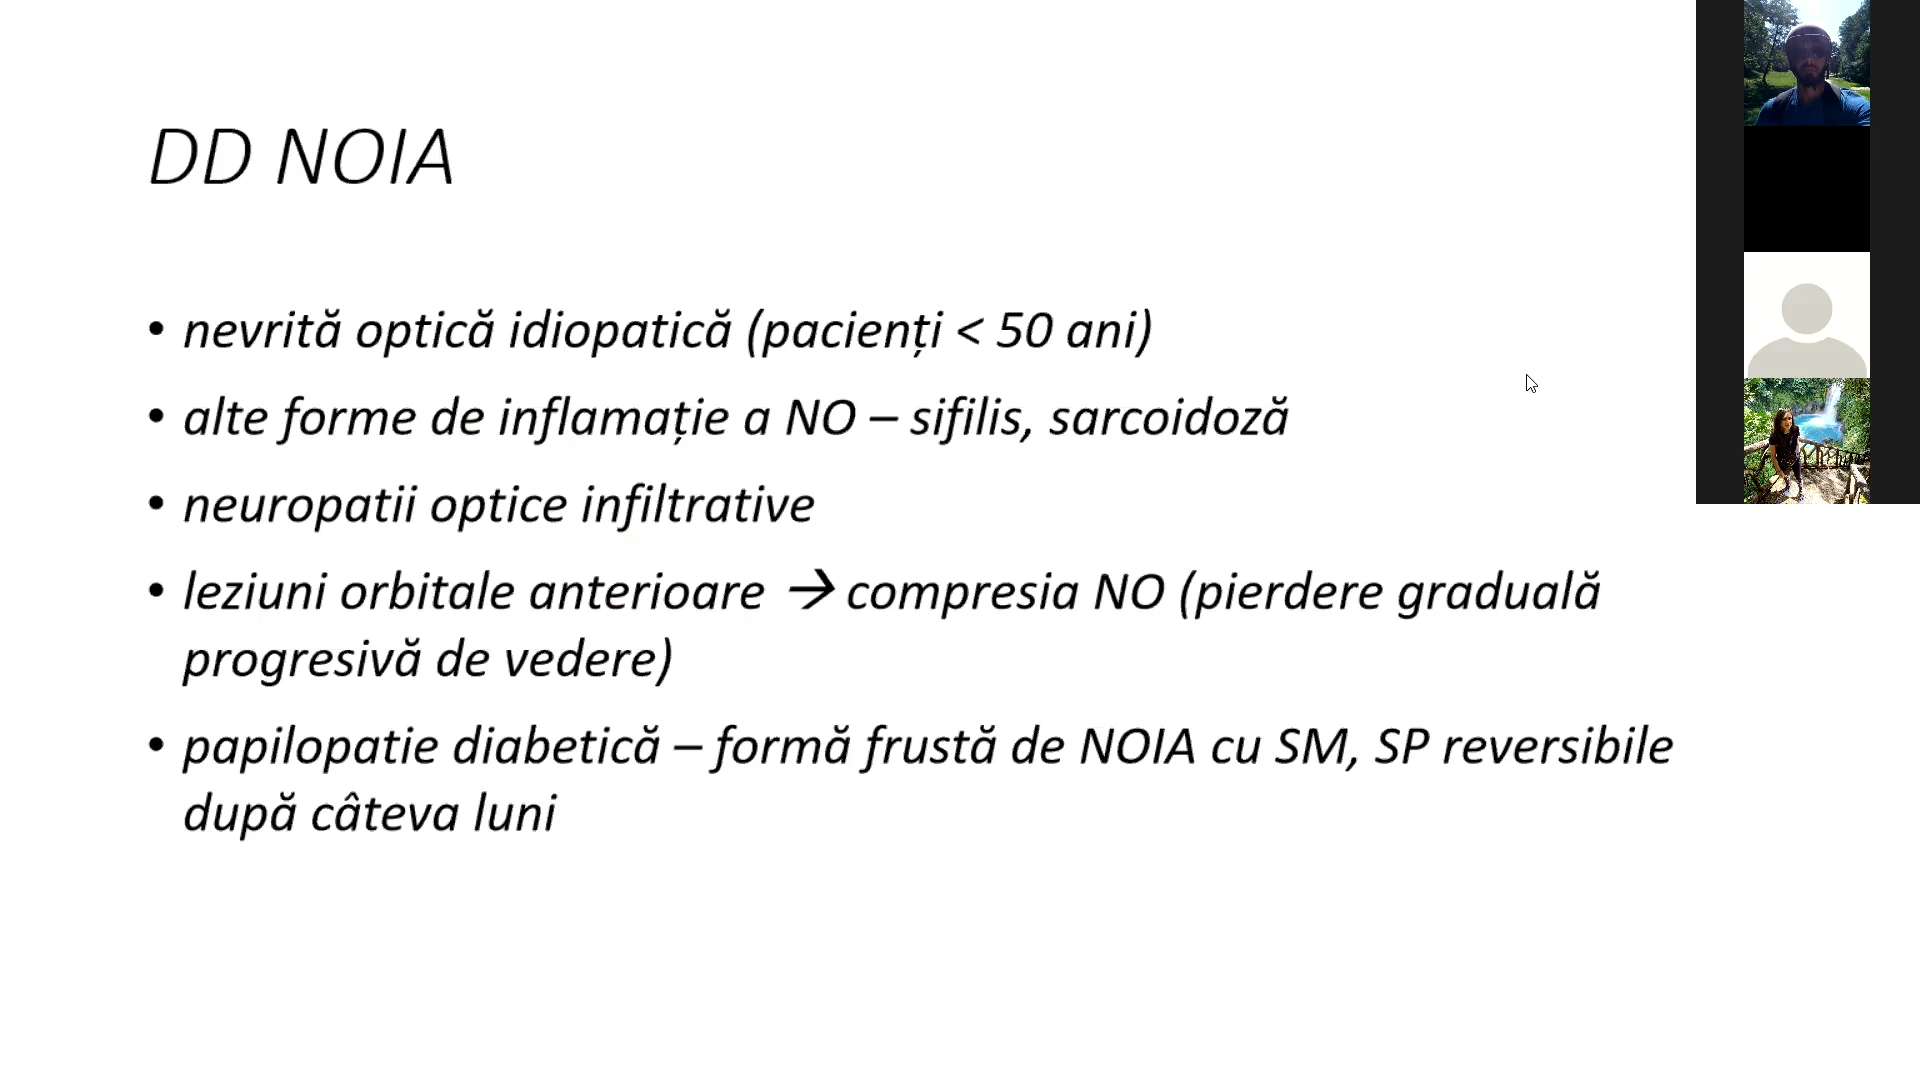 DD NOIA
• nevrită optică idiopatică (pacienți < 50 ani)
• alte forme de inflamație a NO – sifilis, sarcoidoză
• neuropatii optice infiltrative
• leziuni orbitale anterioare → compresia NO (pierdere graduală
progresivă de vedere)
• papilopatie diabetică – formă frustă de NOIA cu SM, SP reversibile
după câteva luni